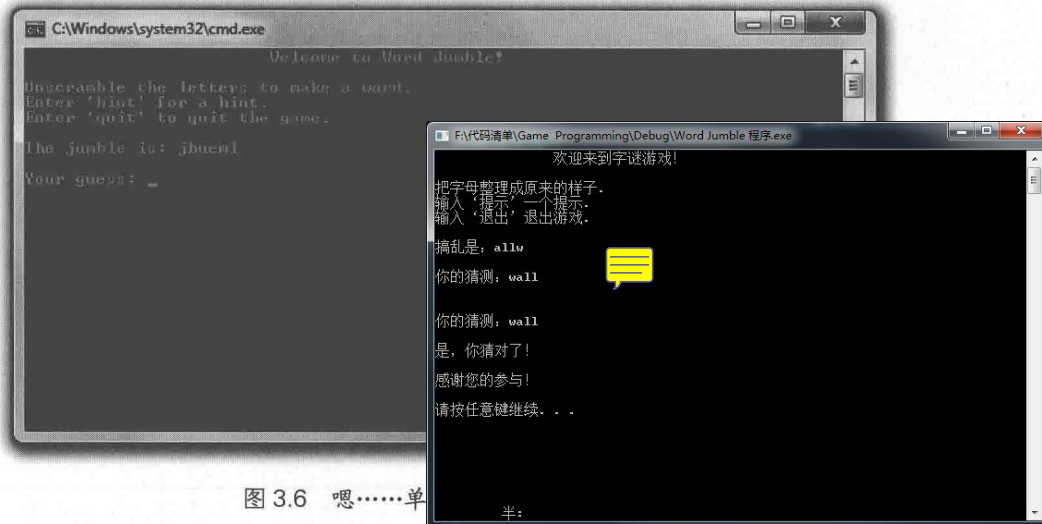 C:\Windows\system32\cmd.exe
Welcome to Word Jumble!
Unscramble the letters to make a word.
Enter 'hint' for a hint.
Enter 'quit' to quit the game.
The jumble is:
Your guess: _
F:\代码清单\Game Programming\Debug\Word Jumble 程序.exe
欢迎来到字谜游戏!
把字母整理成原来的样子.
输入‘提示’一个提示.
输入‘退出’退出游戏.
搞乱是: allw
你的猜测: wall
你的猜测: wall
是, 你猜对了!
感谢您的参与!
请按任意键继续. . .
半:
图 3.6 嗯……单